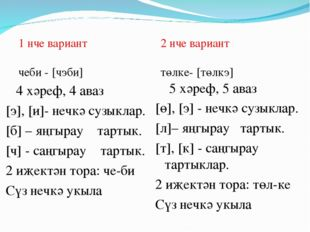 1 нче вариант
чеби - [чэби]
4 хәреф, 4 аваз
[э], [и]- нечкә сузыклар.
[б] – яңгырау тартык.
[ч] - саңгырау тартык.
2 иҗектән тора: че-би
Сүз нечкә укыла
2 нче вариант
төлке- [төлкэ]
5 хәреф, 5 аваз
[ө], [э] - нечкә сузыклар.
[л]– яңгырау тартык.
[т], [к] - саңгырау
тартыклар.
2 иҗектән тора: төл-ке
Сүз нечкә укыла